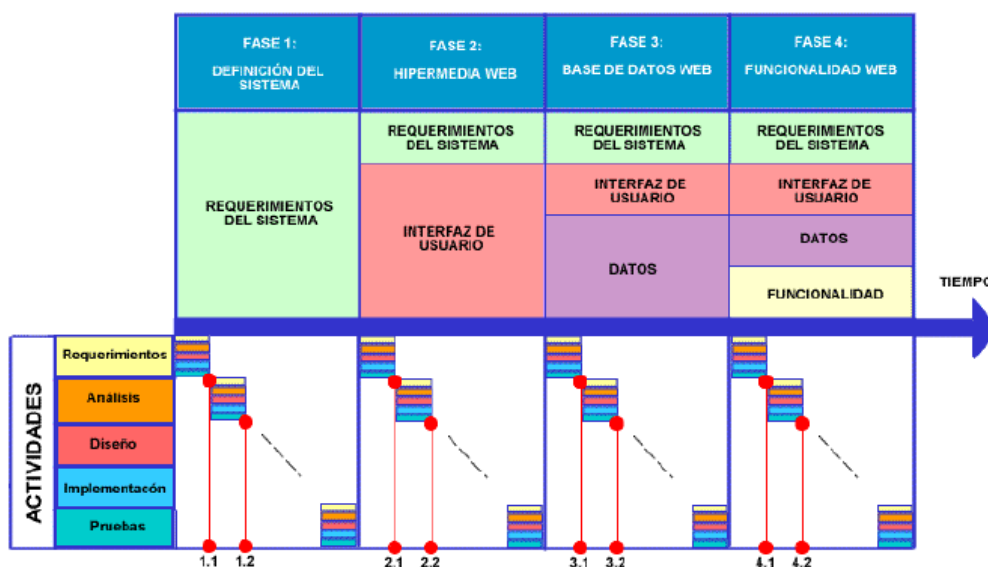 FASE 1:
DEFINICIÓN DEL
SISTEMA
FASE 2:
HIPERMEDIA WEB
FASE 3:
BASE DE DATOS WEB
FASE 4:
FUNCIONALIDAD WEB
REQUERIMIENTOS
DEL SISTEMA
REQUERIMIENTOS
DEL SISTEMA
INTERFAZ DE
USUARIO
REQUERIMIENTOS
DEL SISTEMA
INTERFAZ DE
USUARIO
DATOS
REQUERIMIENTOS
DEL SISTEMA
INTERFAZ DE
USUARIO
DATOS
FUNCIONALIDAD
TIEMPO
ACTIVIDADES
Requerimientos
Análisis
Diseño
Implementacón
Pruebas
1.1
1.2
2.1
2.2
3.1
3.2
4.1
4.2